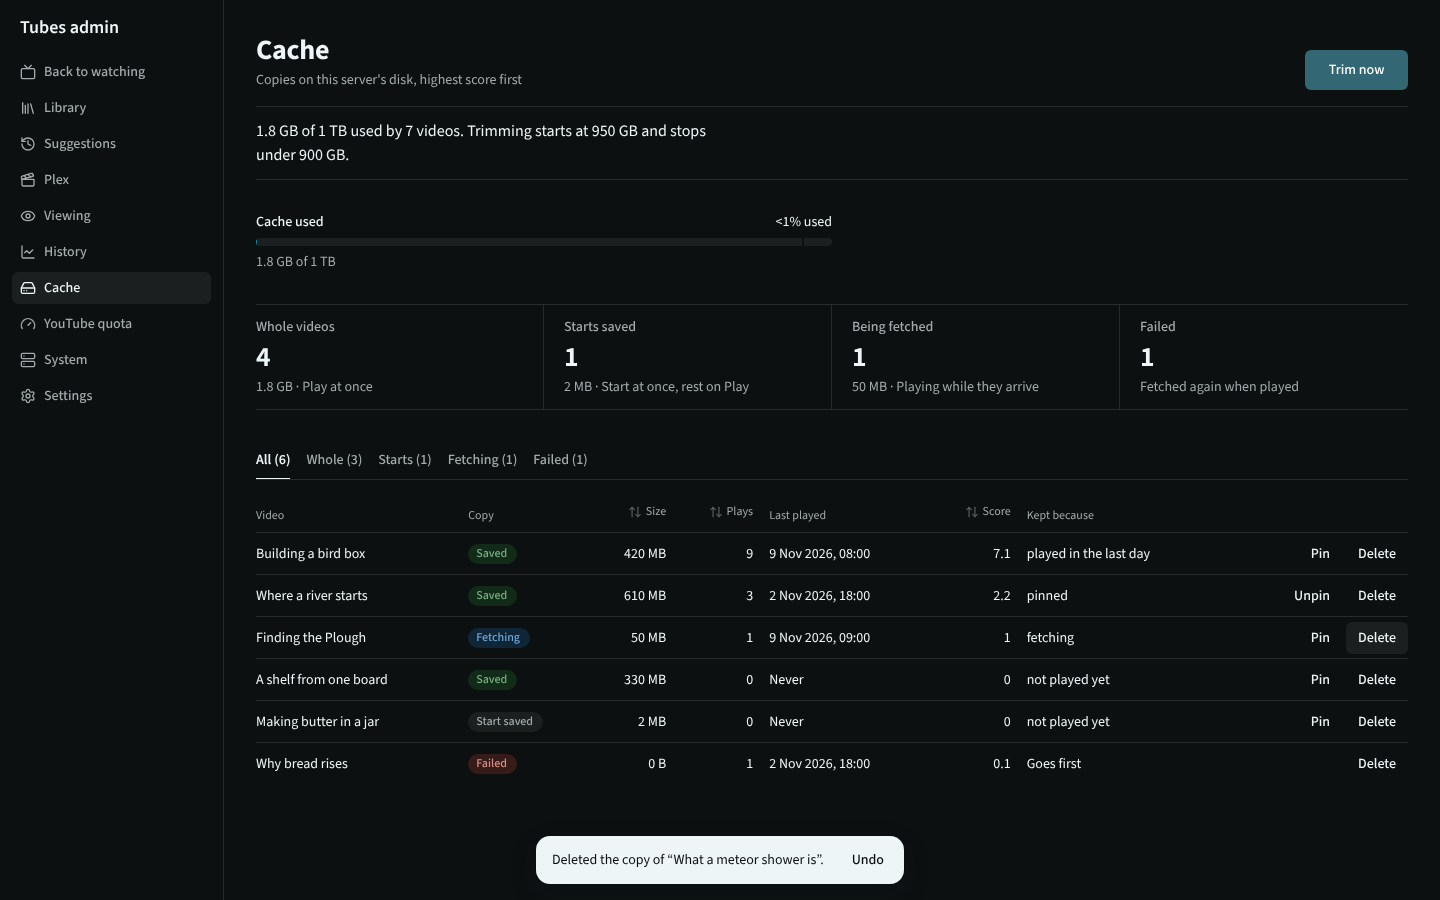 Tubes admin
Back to watching
Library
Suggestions
Plex
Viewing
History
Cache
YouTube quota
System
Settings
Cache
Copies on this server's disk, highest score first
Trim now
1.8 GB of 1 TB used by 7 videos. Trimming starts at 950 GB and stops
under 900 GB.
Cache used <1% used
1.8 GB of 1 TB
Whole videos
4
1.8 GB · Play at once
Starts saved
1
2 MB · Start at once, rest on Play
Being fetched
1
50 MB · Playing while they arrive
Failed
1
Fetched again when played
All (6) Whole (3) Starts (1) Fetching (1) Failed (1)
Video Copy Size Plays Last played Score Kept because
Building a bird box Saved 420 MB 9 9 Nov 2026, 08:00 7.1 played in the last day Pin Delete
Where a river starts Saved 610 MB 3 2 Nov 2026, 18:00 2.2 pinned Unpin Delete
Finding the Plough Fetching 50 MB 1 9 Nov 2026, 09:00 1 fetching Pin Delete
A shelf from one board Saved 330 MB 0 Never 0 not played yet Pin Delete
Making butter in a jar Start saved 2 MB 0 Never 0 not played yet Pin Delete
Why bread rises Failed 0 B 1 2 Nov 2026, 18:00 0.1 Goes first Delete
Deleted the copy of “What a meteor shower is”. Undo